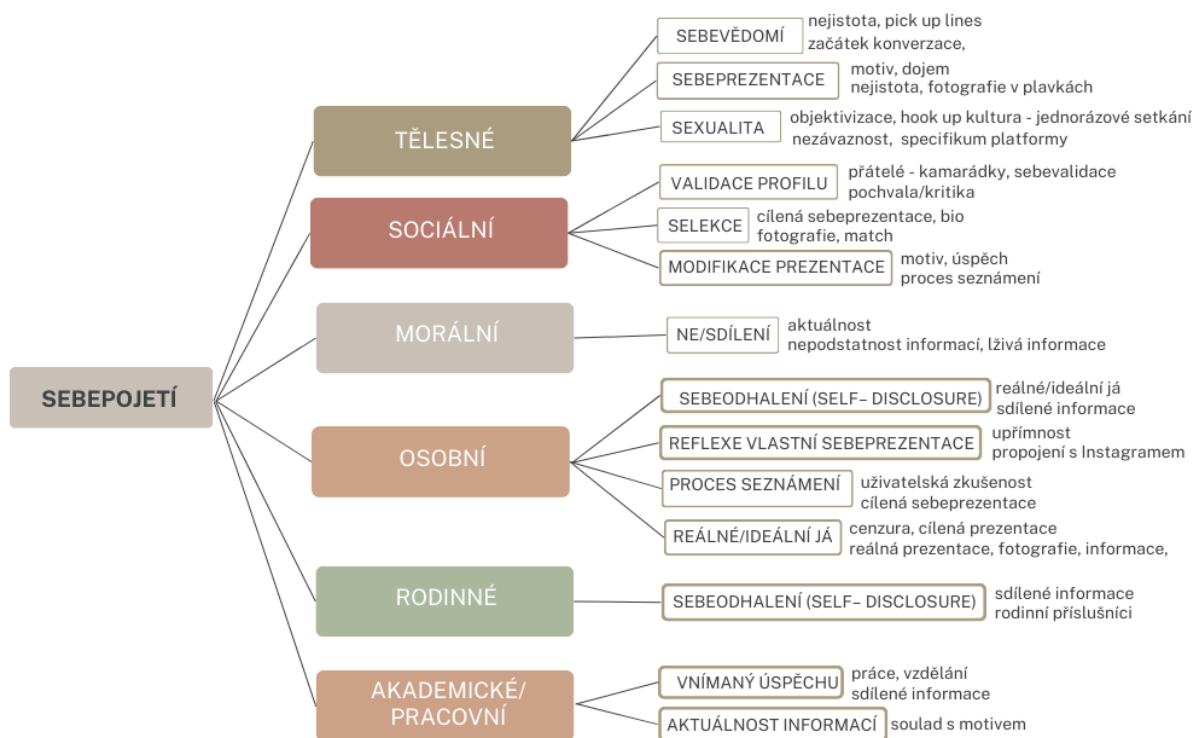 SEBEPOJETÍ
TĚLESNÉ
SEBEVĚDOMÍ
nejistota, pick up lines
začátek konverzace,
SEBEPREZENTACE
motiv, dojem
nejistota, fotografie v plavkách
SEXUALITA
objektivizace, hook up kultura - jednorázové setkání
nezávaznost, specifikum platformy
SOCIÁLNÍ
VALIDACE PROFILU
přátelé - kamarádky, sebevalidace
pochvala/kritika
SELEKCE
cílená sebeprezentace, bio
fotografie, match
MODIFIKACE PREZENTACE
motiv, úspěch
proces seznámení
MORÁLNÍ
NE/SDÍLENÍ
aktuálnost
nepodstatnost informací, lživá informace
OSOBNÍ
SEBEODHALENÍ (SELF– DISCLOSURE)
reálné/ideální já
sdílené informace
REFLEXE VLASTNÍ SEBEPREZENTACE
upřímnost
propojení s Instagramem
PROCES SEZNÁMENÍ
uživatelská zkušenost
cílená sebeprezentace
REÁLNÉ/IDEÁLNÍ JÁ
cenzura, cílená prezentace
reálná prezentace, fotografie, informace,
RODINNÉ
SEBEODHALENÍ (SELF– DISCLOSURE)
sdílené informace
rodinní příslušníci
AKADEMICKÉ/
PRACOVNÍ
VNÍMANÝ ÚSPĚCHU
práce, vzdělání
sdílené informace
AKTUÁLNOST INFORMACÍ
soulad s motivem